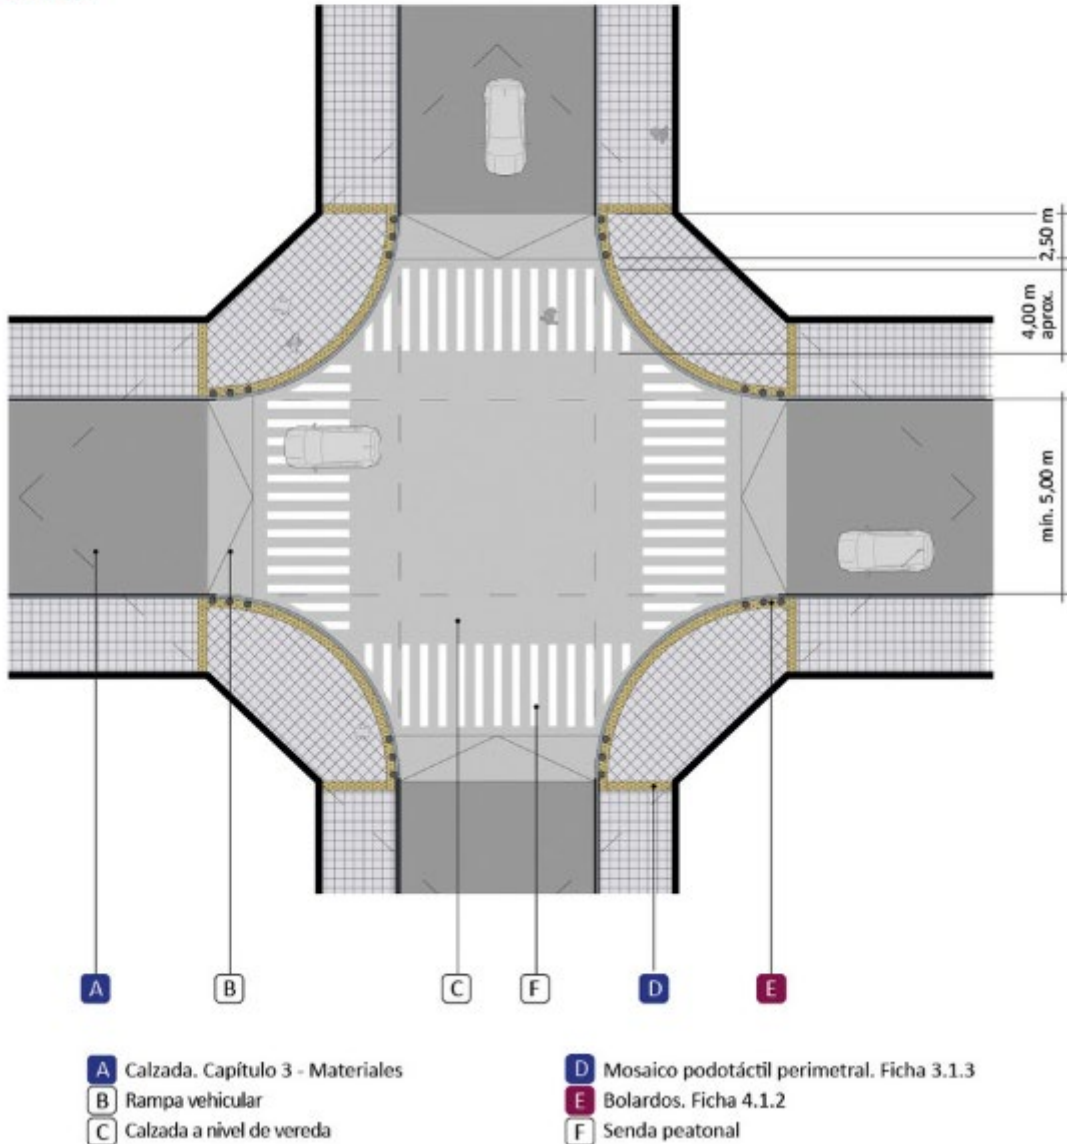 2,50 m
4,00 m
aprox.
min. 5,00 m
A
B
C
F
D
E
A Calzada. Capítulo 3 - Materiales
B Rampa vehicular
C Calzada a nivel de vereda
D Mosaico podotáctil perimetral. Ficha 3.1.3
E Bolardos. Ficha 4.1.2
F Senda peatonal